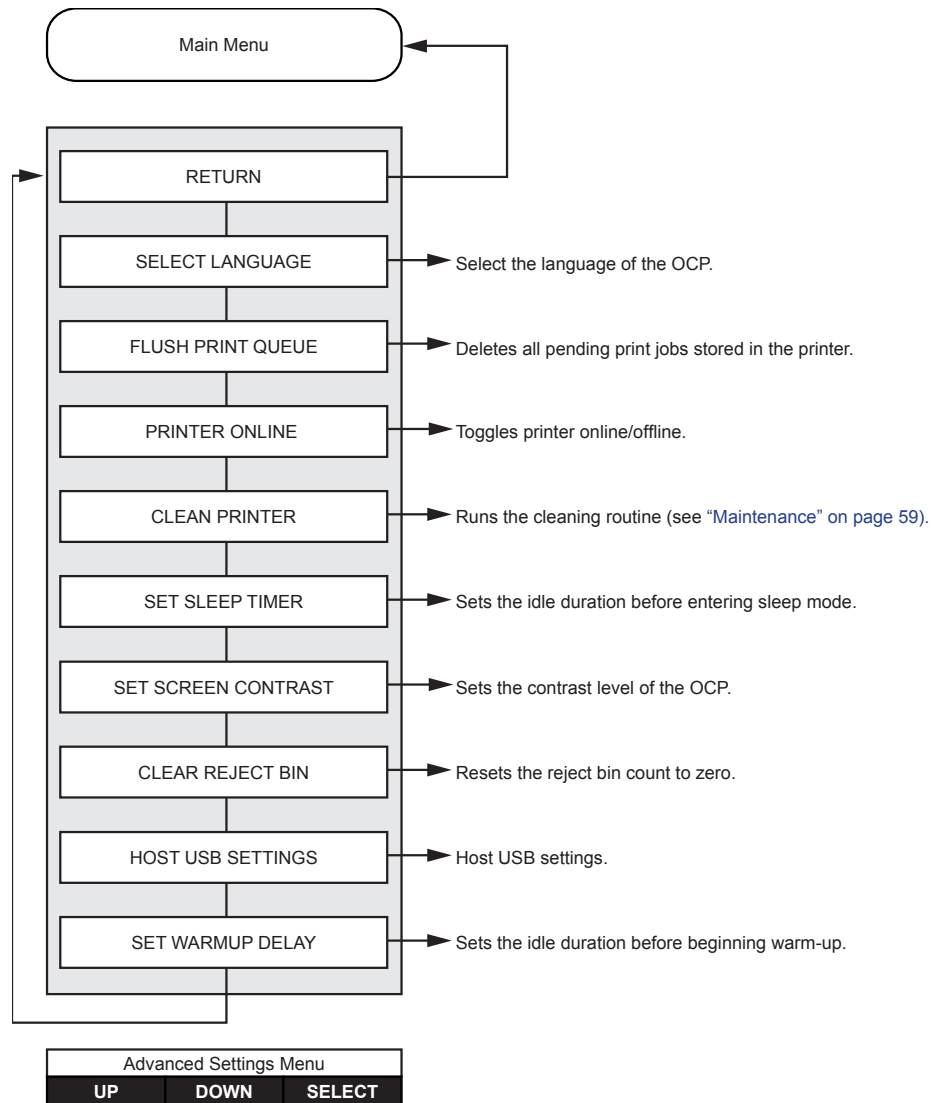 Main Menu
RETURN
SELECT LANGUAGE
Select the language of the OCP.
FLUSH PRINT QUEUE
Deletes all pending print jobs stored in the printer.
PRINTER ONLINE
Toggles printer online/offline.
CLEAN PRINTER
Runs the cleaning routine (see “Maintenance” on page 59).
SET SLEEP TIMER
Sets the idle duration before entering sleep mode.
SET SCREEN CONTRAST
Sets the contrast level of the OCP.
CLEAR REJECT BIN
Resets the reject bin count to zero.
HOST USB SETTINGS
Host USB settings.
SET WARMUP DELAY
Sets the idle duration before beginning warm-up.
Advanced Settings Menu
UP DOWN SELECT